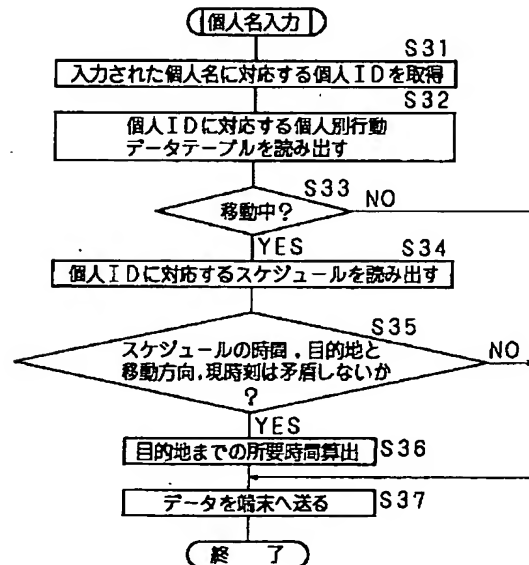 個人名入力
S31
入力された個人名に対応する個人IDを取得
S32
個人IDに対応する個人別行動
データテーブルを読み出す
S33
移動中?
NO
YES
S34
個人IDに対応するスケジュールを読み出す
S35
スケジュールの時間,目的地と
移動方向,現時刻は矛盾しないか
?
NO
YES
目的地までの所要時間算出
S36
データを端末へ送る
S37
終 了